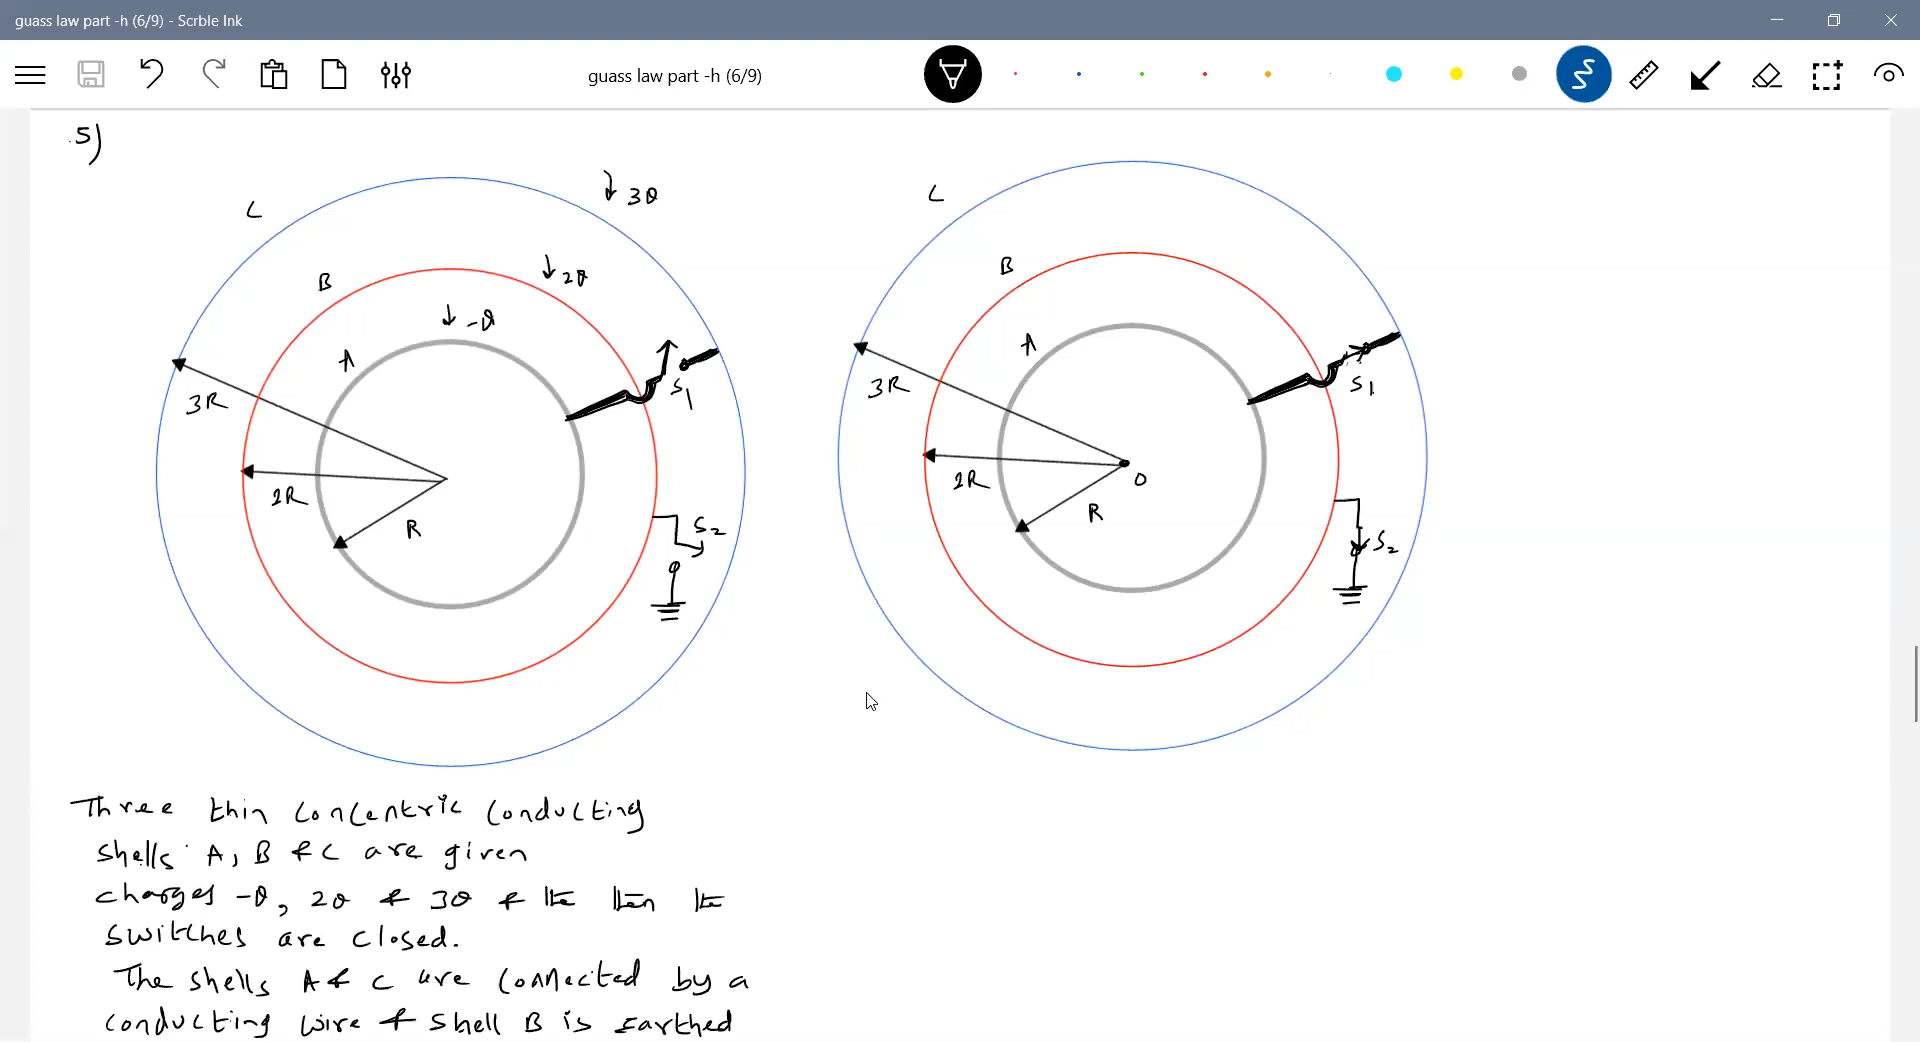 guass law part -h (6/9) - Scrble Ink
guass law part -h (6/9)
.5)
C
3Q
B
2Q
-Q
A
S1
3R
2R
R
S2
C
B
A
S1
3R
2R
O
R
S2
Three thin concentric conducting
shells A, B & C are given
charges -Q, 2Q & 3Q & the then the
switches are closed.
The shells A & C are connected by a
conducting wire & shell B is Earthed